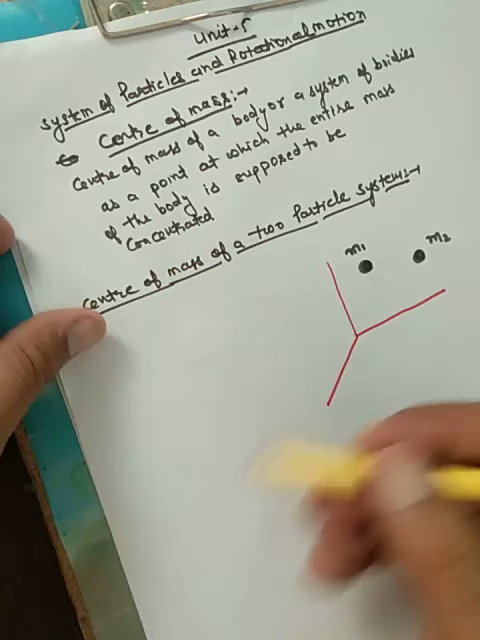 Unit-5
System of Particles and Rotational motion
Centre of mass:→
Centre of mass of a body or a system of bodies
as a point at which the entire mass
of the body is supposed to be
Concentrated
Centre of mass of a two Particle system:→
m1
m2